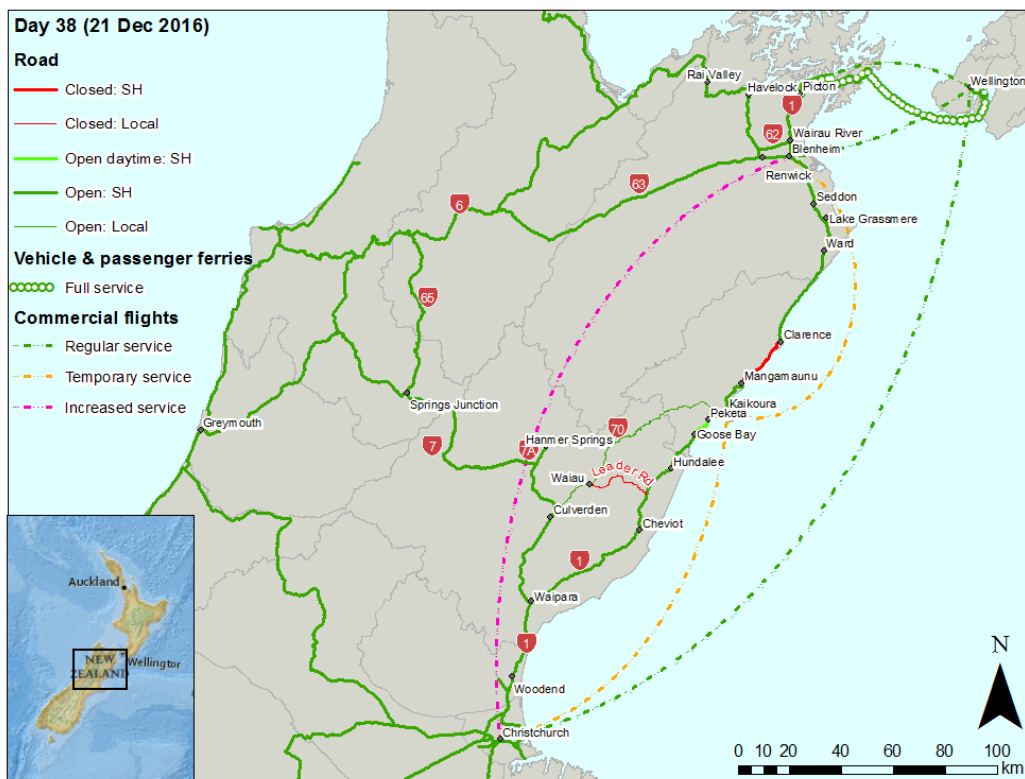 Day 38 (21 Dec 2016)
Road
Closed: SH
Closed: Local
Open daytime: SH
Open: SH
Open: Local
Vehicle & passenger ferries
Full service
Commercial flights
Regular service
Temporary service
Increased service
Rai Valley
Havelock
Picton
Wellington
1
62
Wairau River
Blenheim
Renwick
63
6
Seddon
Lake Grassmere
Ward
65
Clarence
Mangamaunu
Kaikoura
Peketa
Goose Bay
Springs Junction
Greymouth
7
7A
Hanmer Springs
70
Hundalee
Waiau
Leader Rd
Culverden
Cheviot
1
Waipara
1
Woodend
Christchurch
Auckland
Wellington
NEW
ZEALAND
N
0 10 20 40 60 80 100
km